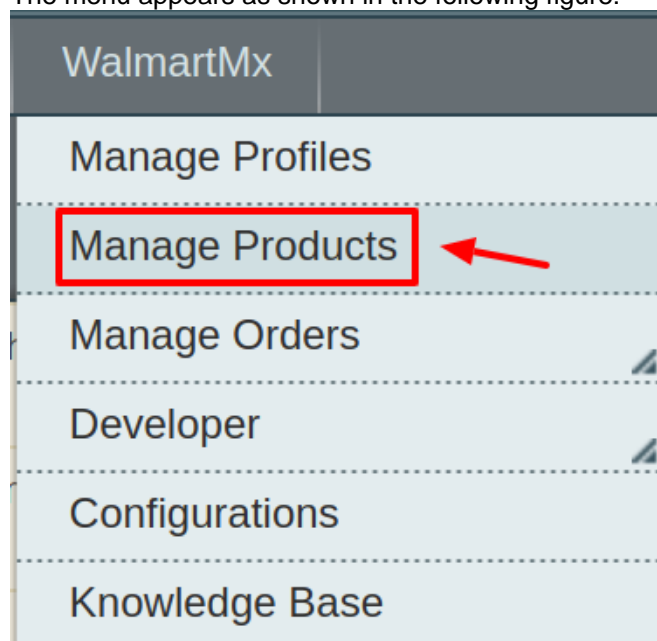 The menu appears as shown in the following figure.
WalmartMx
Manage Profiles
Manage Products
Manage Orders
Developer
Configurations
Knowledge Base